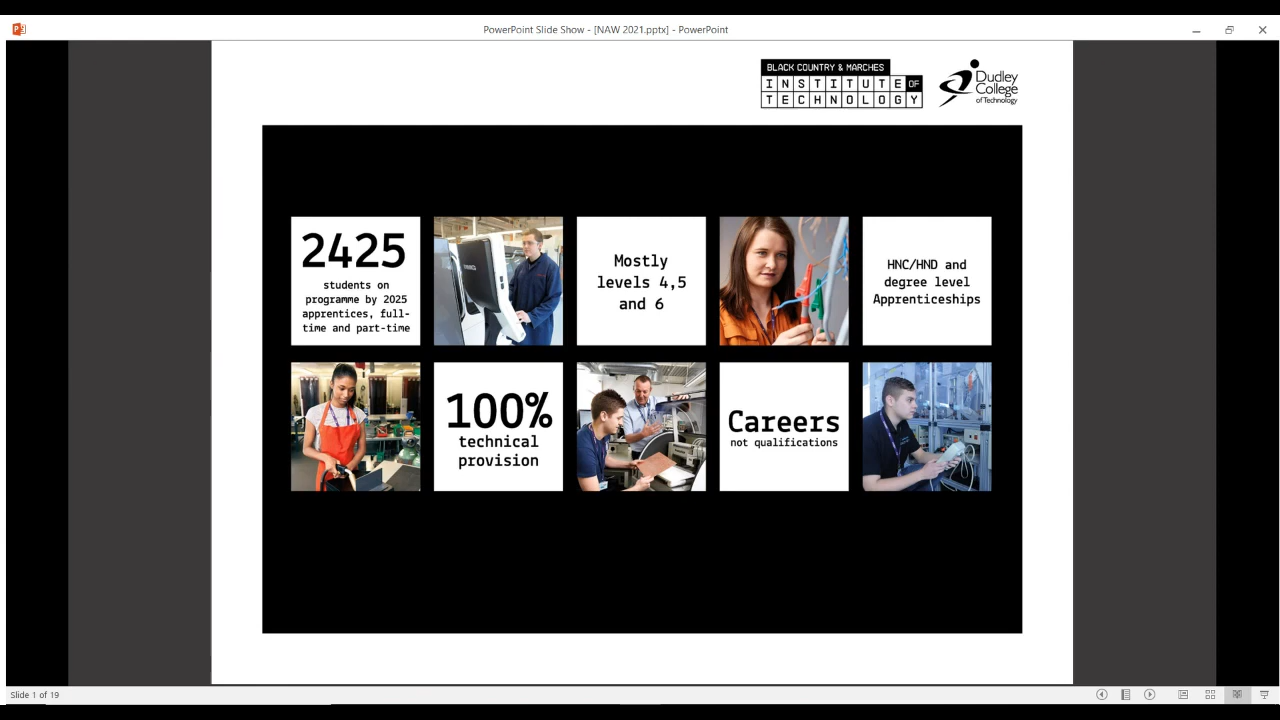 PowerPoint Slide Show - [NAW 2021.pptx] - PowerPoint
BLACK COUNTRY & MARCHES
INSTITUTE OF
TECHNOLOGY
Dudley
College
of Technology
2425
students on
programme by 2025
apprentices, full-
time and part-time
Mostly
levels 4,5
and 6
HNC/HND and
degree level
Apprenticeships
100%
technical
provision
Careers
not qualifications
Slide 1 of 19